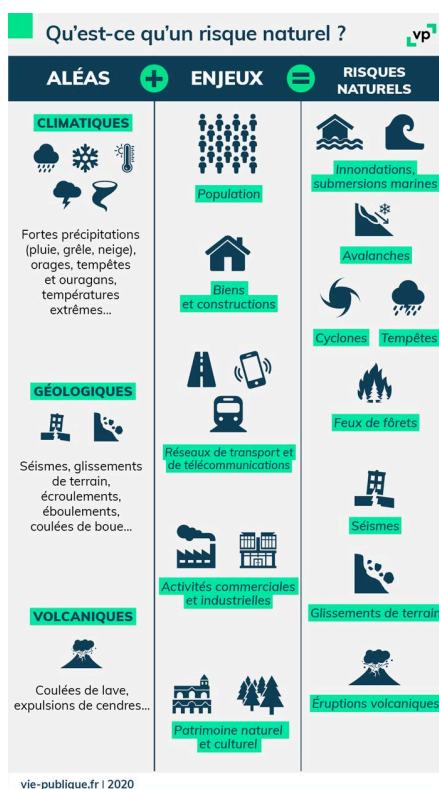 Qu'est-ce qu'un risque naturel ?
vp
ALÉAS
+
ENJEUX
=
RISQUES
NATURELS
CLIMATIQUES
Fortes précipitations
(pluie, grêle, neige),
orages, tempêtes
et ouragans,
températures
extrêmes...
GÉOLOGIQUES
Séismes, glissements
de terrain,
écroulements,
éboulements,
coulées de boue...
VOLCANIQUES
Coulées de lave,
expulsions de cendres...
Population
Biens
et constructions
Réseaux de transport et
de télécommunications
Activités commerciales
et industrielles
Patrimoine naturel
et culturel
Innondations,
submersions marines
Avalanches
Cyclones
Tempêtes
Feux de fôrets
Séismes
Glissements de terrain
Éruptions volcaniques
vie-publique.fr | 2020